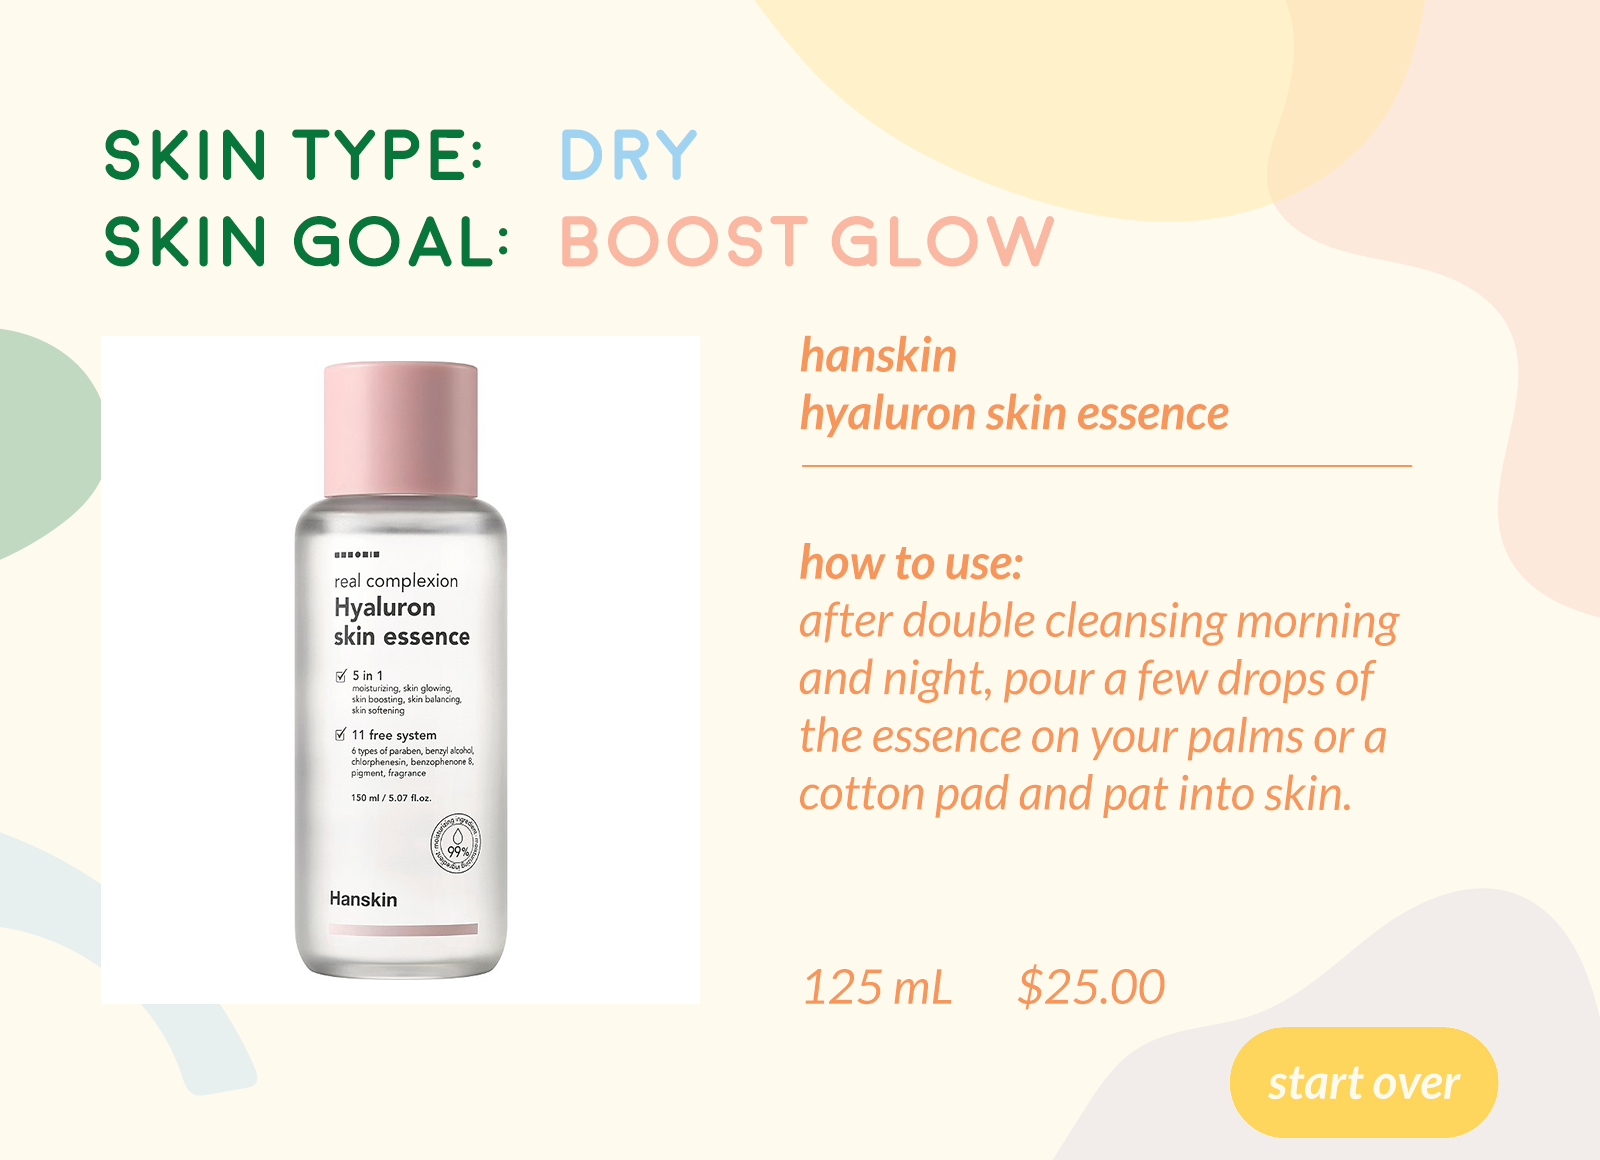 SKIN TYPE: DRY
SKIN GOAL: BOOST GLOW
hanskin
hyaluron skin essence
how to use:
after double cleansing morning
and night, pour a few drops of
the essence on your palms or a
cotton pad and pat into skin.
125 mL $25.00
start over
real complexion
Hyaluron
skin essence
5 in 1
moisturizing, skin glowing,
skin boosting, skin balancing,
skin softening
11 free system
6 types of paraben, benzyl alcohol,
chlorphenesin, benzophenone 8,
pigment, fragrance
150 ml / 5.07 fl.oz.
moisturizing ingredient · moisturizing ingredient ·
99%
Hanskin